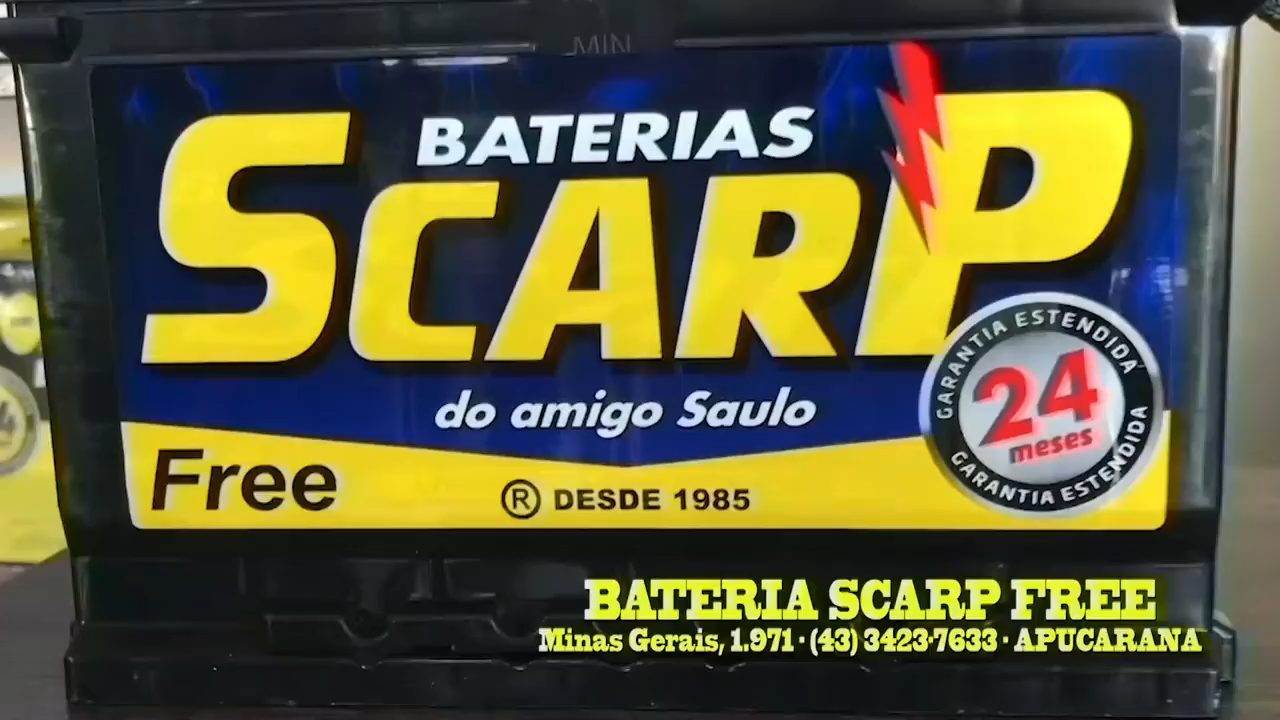 MIN
BATERIAS
SCARP
do amigo Saulo
Free
® DESDE 1985
GARANTIA ESTENDIDA
24
meses
GARANTIA ESTENDIDA
BATERIA SCARP FREE
Minas Gerais, 1.971 · (43) 3423-7633 · APUCARANA